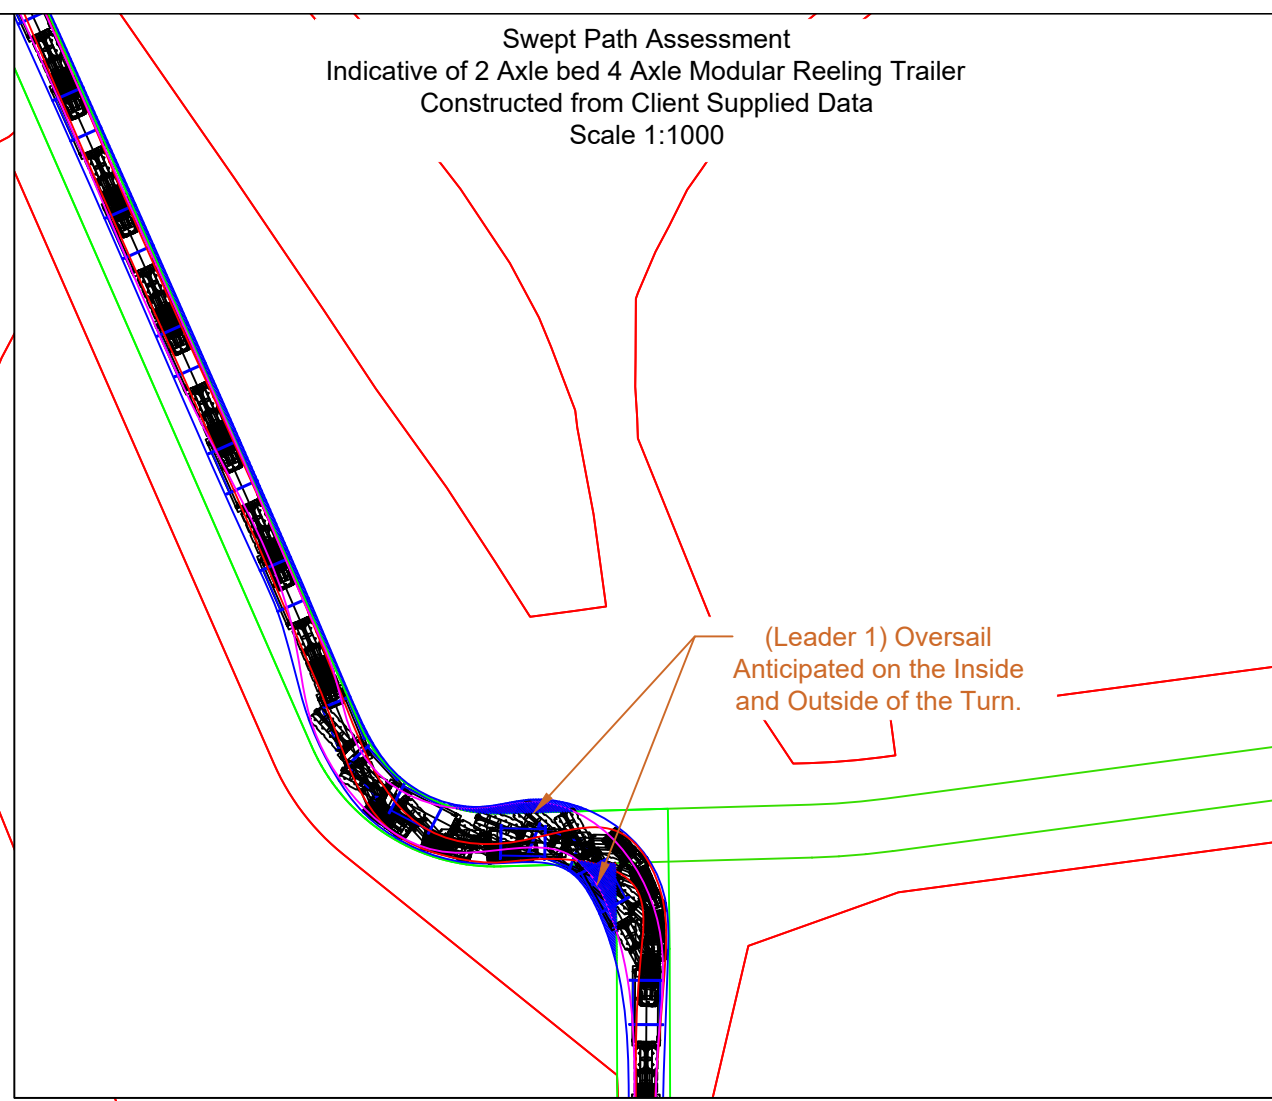 Swept Path Assessment
Indicative of 2 Axle bed 4 Axle Modular Reeling Trailer
Constructed from Client Supplied Data
Scale 1:1000
(Leader 1) Oversail
Anticipated on the Inside
and Outside of the Turn.